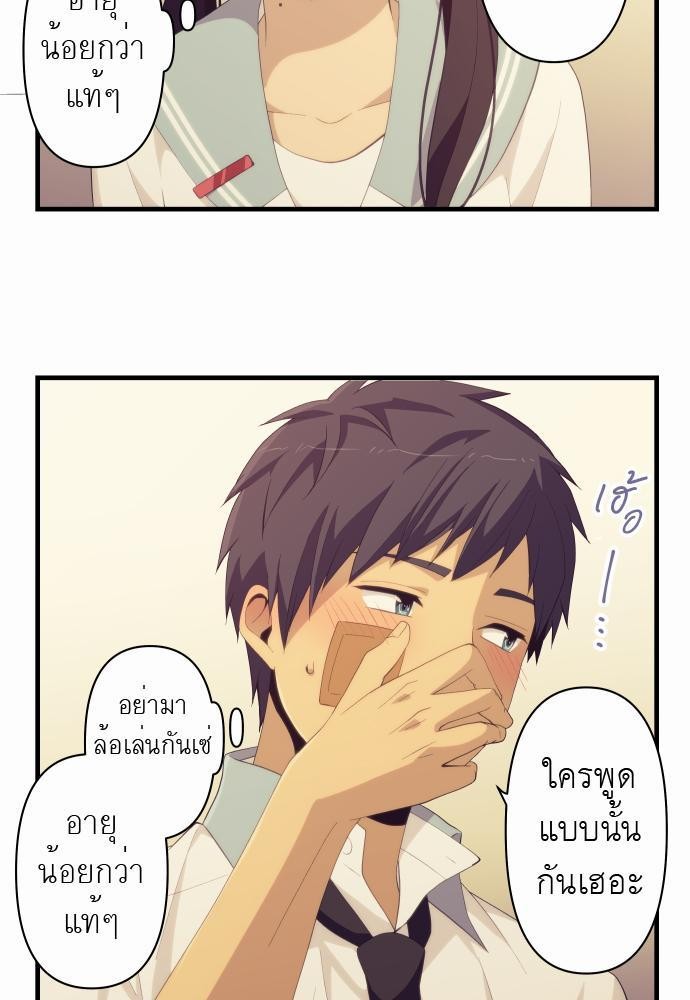 อายุ
น้อยกว่า
แท้ๆ
เฮ้อ
อย่ามา
ล้อเล่นกันเซ่
อายุ
น้อยกว่า
แท้ๆ
ใครพูด
แบบนั้น
กันเฮอะ